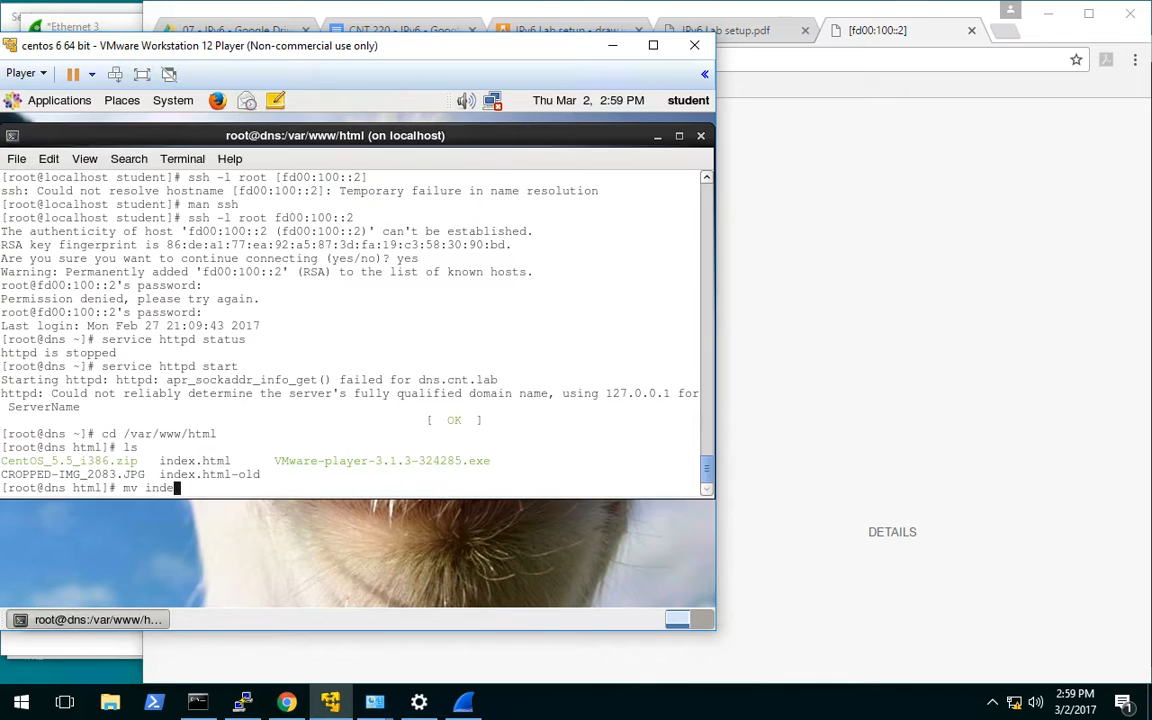 Se
Ethernet 3
07 - IPv6 - Google Driv
CNT 220 - IPv6 - Goog
IPv6 Lab setup - draw
IPv6 Lab setup.pdf
[fd00:100::2]
centos 6 64 bit - VMware Workstation 12 Player (Non-commercial use only)
Player
Applications Places System
Thu Mar 2, 2:59 PM student
root@dns:/var/www/html (on localhost)
File Edit View Search Terminal Help
[root@localhost student]# ssh -l root [fd00:100::2]
ssh: Could not resolve hostname [fd00:100::2]: Temporary failure in name resolution
[root@localhost student]# man ssh
[root@localhost student]# ssh -l root fd00:100::2
The authenticity of host 'fd00:100::2 (fd00:100::2)' can't be established.
RSA key fingerprint is 86:de:a1:77:ea:92:a5:87:3d:fa:19:c3:58:30:90:bd.
Are you sure you want to continue connecting (yes/no)? yes
Warning: Permanently added 'fd00:100::2' (RSA) to the list of known hosts.
root@fd00:100::2's password:
Permission denied, please try again.
root@fd00:100::2's password:
Last login: Mon Feb 27 21:09:43 2017
[root@dns ~]# service httpd status
httpd is stopped
[root@dns ~]# service httpd start
Starting httpd: httpd: apr_sockaddr_info_get() failed for dns.cnt.lab
httpd: Could not reliably determine the server's fully qualified domain name, using 127.0.0.1 for
ServerName
[ OK ]
[root@dns ~]# cd /var/www/html
[root@dns html]# ls
CentOS_5.5_i386.zip index.html VMware-player-3.1.3-324285.exe
CROPPED-IMG_2083.JPG index.html-old
[root@dns html]# mv inde
DETAILS
root@dns:/var/www/h...
2:59 PM
3/2/2017
1